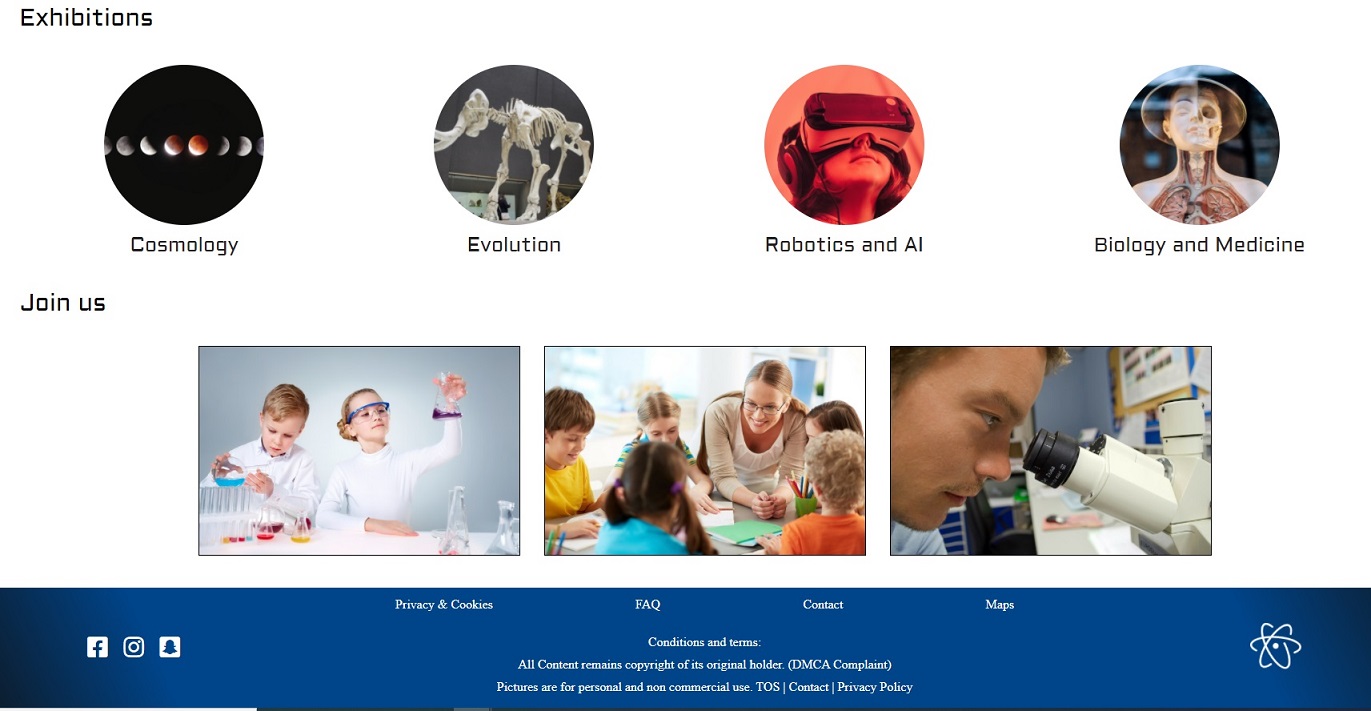 Exhibitions
Cosmology
Evolution
Robotics and AI
Biology and Medicine
Join us
Privacy & Cookies
FAQ
Contact
Maps
Conditions and terms:
All Content remains copyright of its original holder. (DMCA Complaint)
Pictures are for personal and non commercial use. TOS | Contact | Privacy Policy